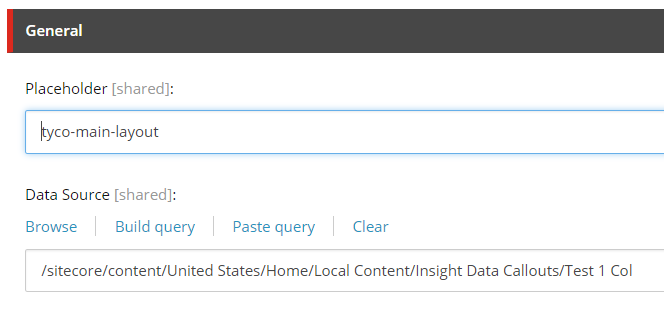 General
Placeholder [shared]:
tyco-main-layout
Data Source [shared]:
Browse Build query Paste query Clear
/sitecore/content/United States/Home/Local Content/Insight Data Callouts/Test 1 Col